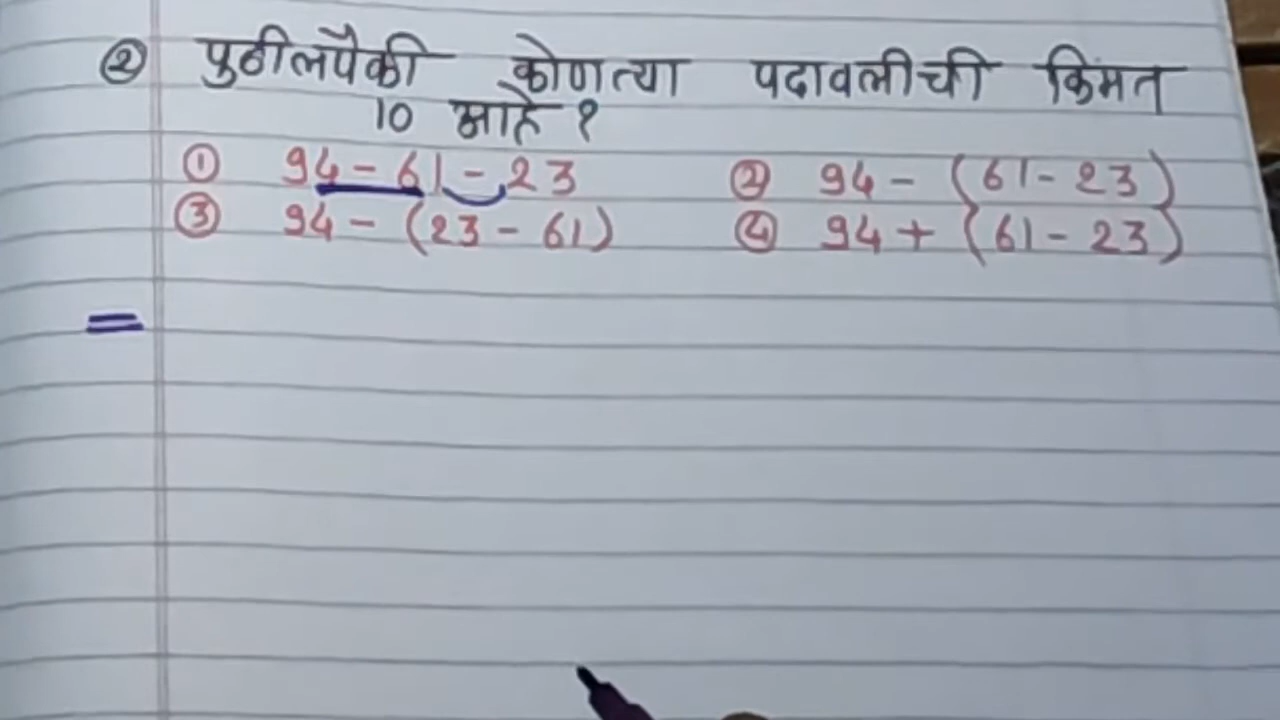 ② पुढीलपैकी कोणत्या पदावलीची किंमत
10 आहे ?
① 94 - 61 - 23 ② 94 - (61 - 23)
③ 94 - (23 - 61) ④ 94 + (61 - 23)
=